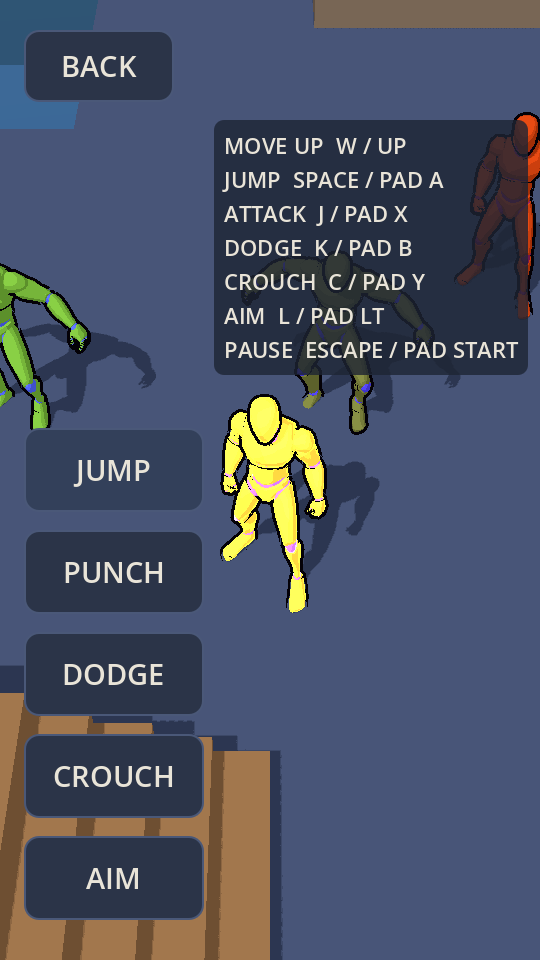 BACK
MOVE UP  W / UP
JUMP  SPACE / PAD A
ATTACK  J / PAD X
DODGE  K / PAD B
CROUCH  C / PAD Y
AIM  L / PAD LT
PAUSE  ESCAPE / PAD START
JUMP
PUNCH
DODGE
CROUCH
AIM